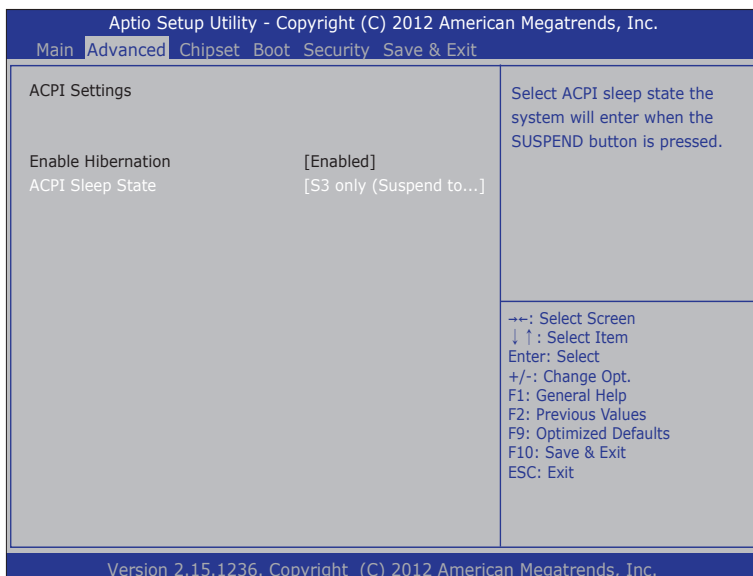 Aptio Setup Utility - Copyright (C) 2012 American Megatrends, Inc.
Main Advanced Chipset Boot Security Save & Exit
ACPI Settings
Enable Hibernation [Enabled]
ACPI Sleep State [S3 only (Suspend to...]
Select ACPI sleep state the
system will enter when the
SUSPEND button is pressed.
→←: Select Screen
↓↑: Select Item
Enter: Select
+/-: Change Opt.
F1: General Help
F2: Previous Values
F9: Optimized Defaults
F10: Save & Exit
ESC: Exit
Version 2.15.1236. Copyright (C) 2012 American Megatrends, Inc.